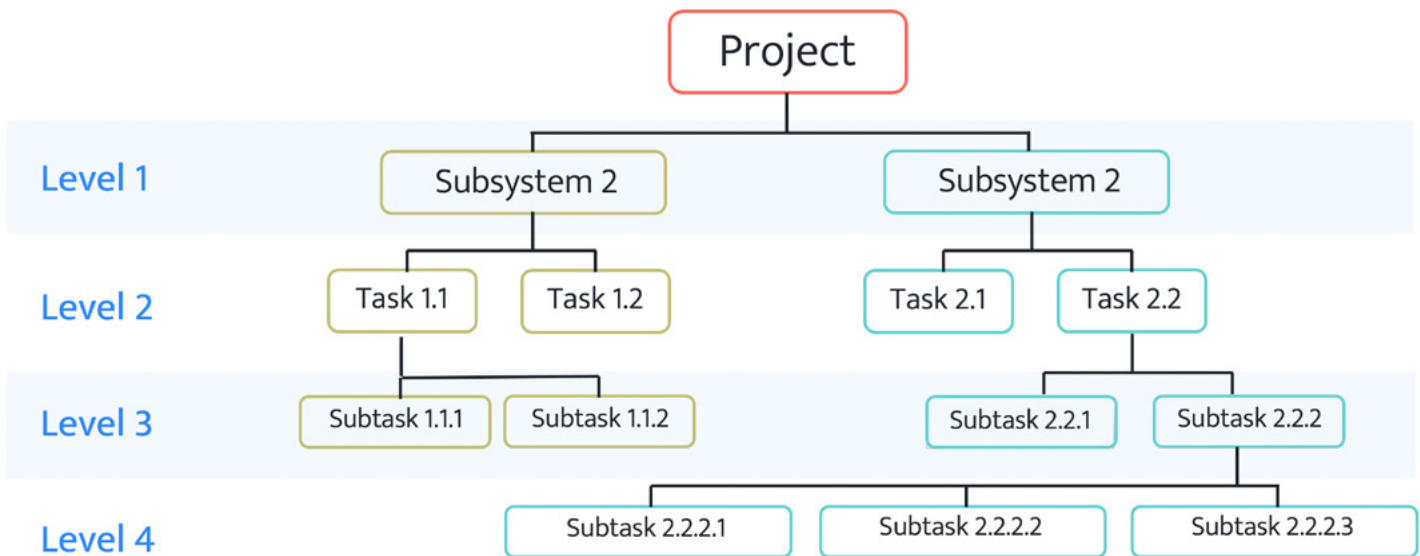 Project
Level 1
Subsystem 2
Subsystem 2
Level 2
Task 1.1
Task 1.2
Task 2.1
Task 2.2
Level 3
Subtask 1.1.1
Subtask 1.1.2
Subtask 2.2.1
Subtask 2.2.2
Level 4
Subtask 2.2.2.1
Subtask 2.2.2.2
Subtask 2.2.2.3